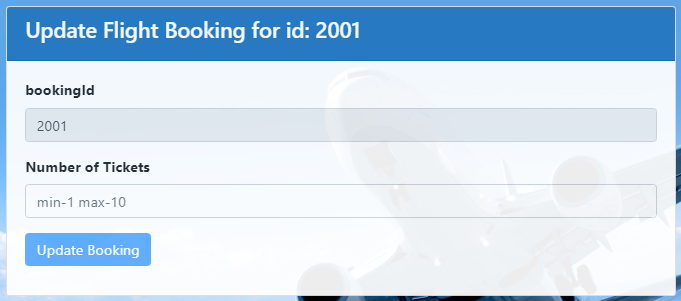 Update Flight Booking for id: 2001
bookingId
2001
Number of Tickets
min-1 max-10
Update Booking